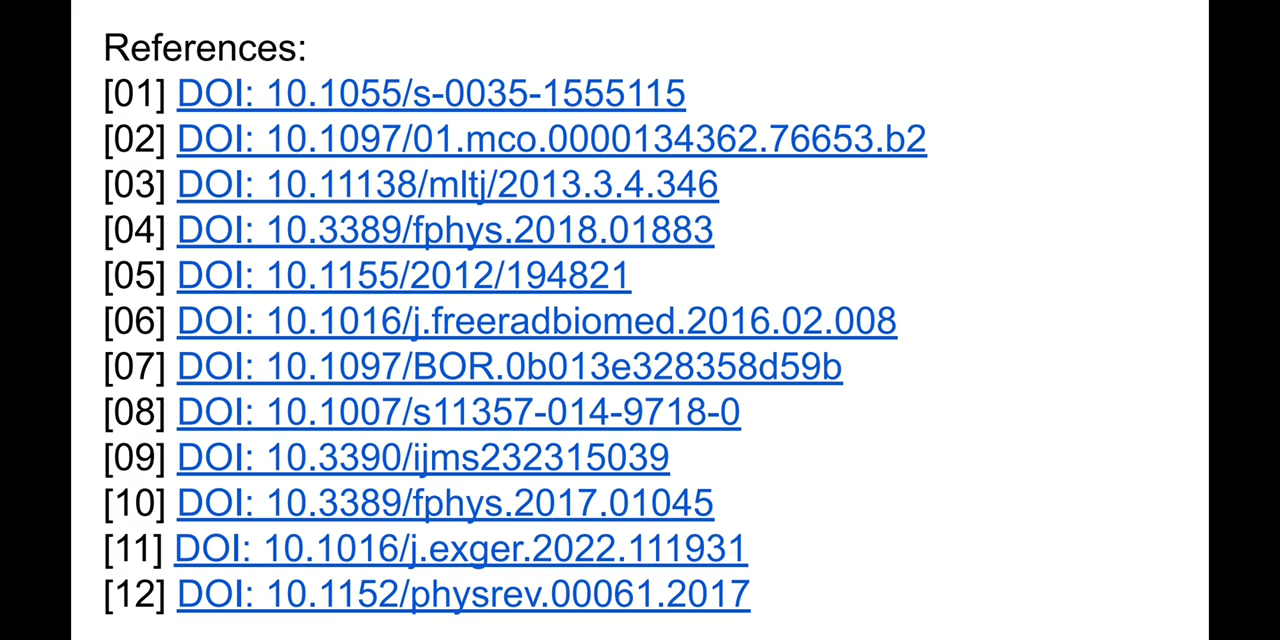 References:
[01] DOI: 10.1055/s-0035-1555115
[02] DOI: 10.1097/01.mco.0000134362.76653.b2
[03] DOI: 10.11138/mltj/2013.3.4.346
[04] DOI: 10.3389/fphys.2018.01883
[05] DOI: 10.1155/2012/194821
[06] DOI: 10.1016/j.freeradbiomed.2016.02.008
[07] DOI: 10.1097/BOR.0b013e328358d59b
[08] DOI: 10.1007/s11357-014-9718-0
[09] DOI: 10.3390/ijms232315039
[10] DOI: 10.3389/fphys.2017.01045
[11] DOI: 10.1016/j.exger.2022.111931
[12] DOI: 10.1152/physrev.00061.2017